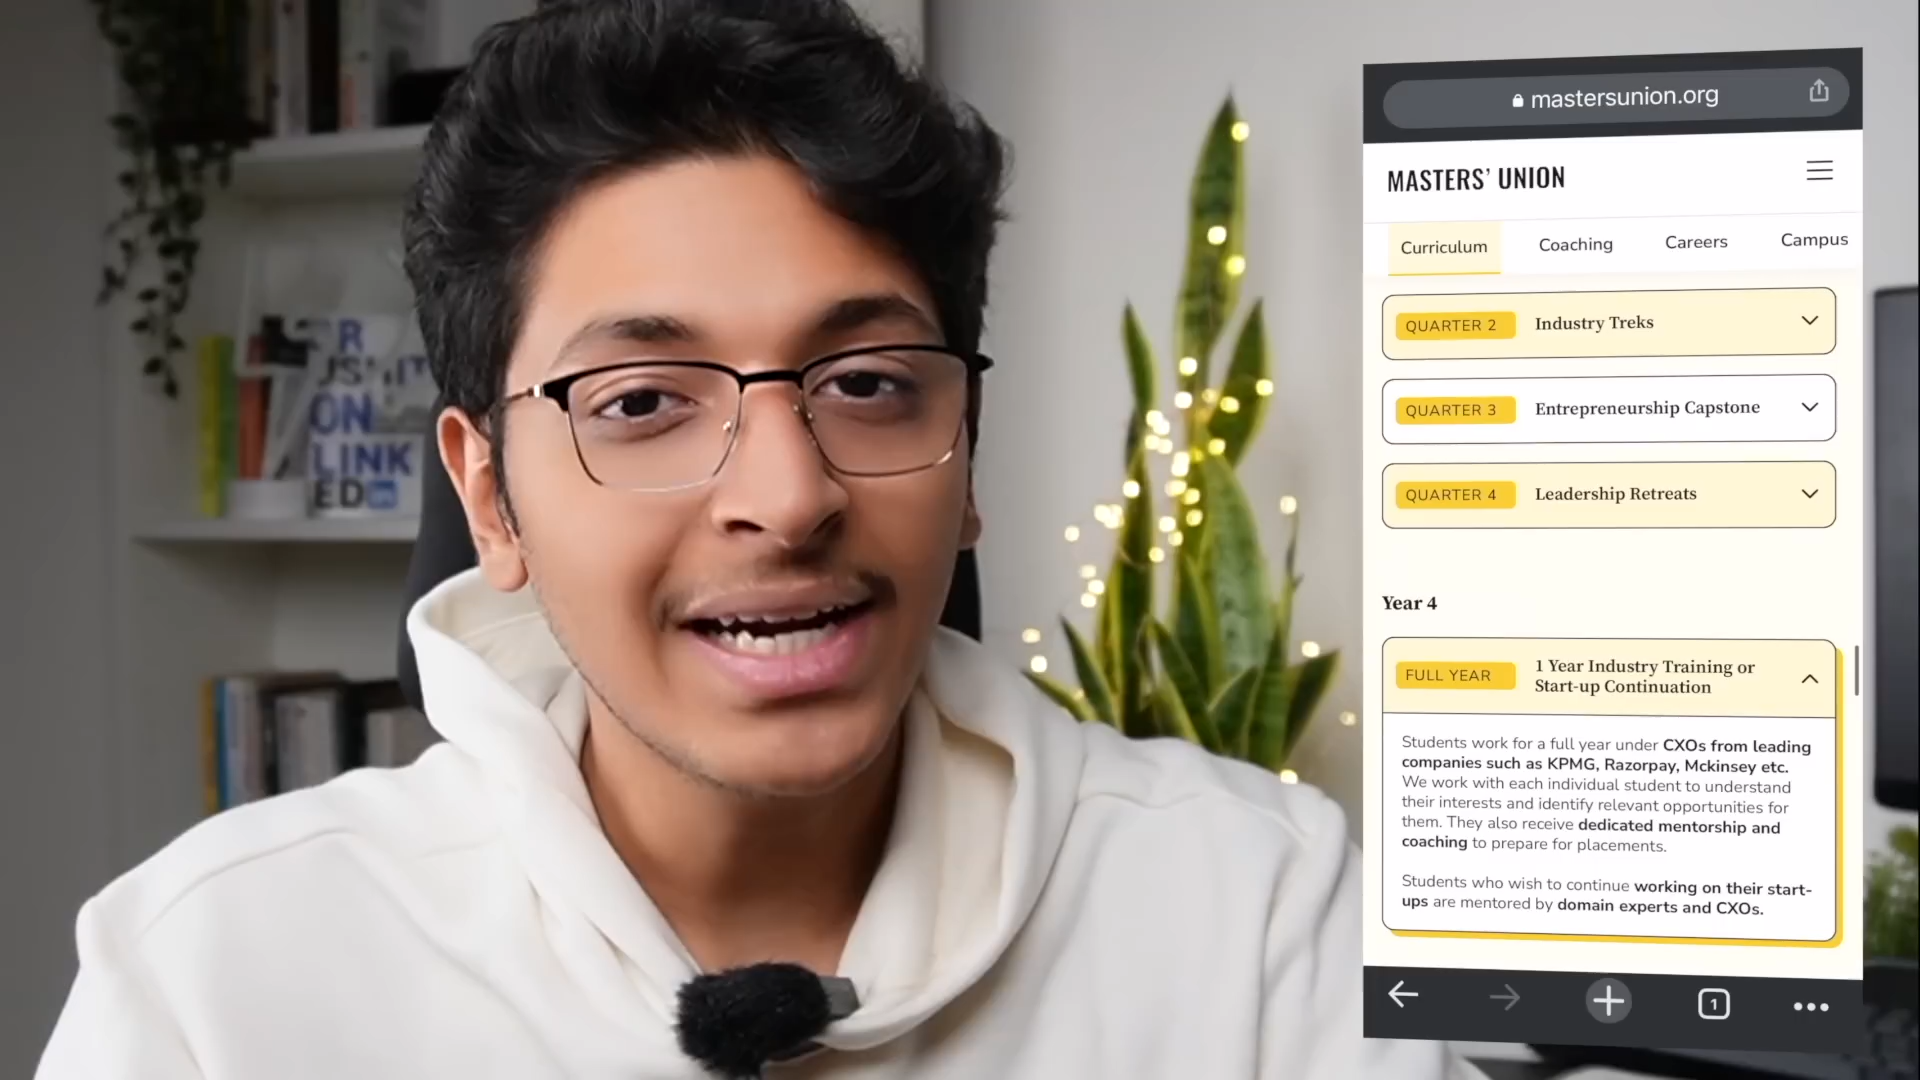 R
JS
ON
LINK
ED
mastersunion.org
MASTERS' UNION
Curriculum Coaching Careers Campus
QUARTER 2 Industry Treks
QUARTER 3 Entrepreneurship Capstone
QUARTER 4 Leadership Retreats
Year 4
FULL YEAR 1 Year Industry Training or
Start-up Continuation
Students work for a full year under CXOs from leading
companies such as KPMG, Razorpay, Mckinsey etc.
We work with each individual student to understand
their interests and identify relevant opportunities for
them. They also receive dedicated mentorship and
coaching to prepare for placements.
Students who wish to continue working on their start-
ups are mentored by domain experts and CXOs.
1